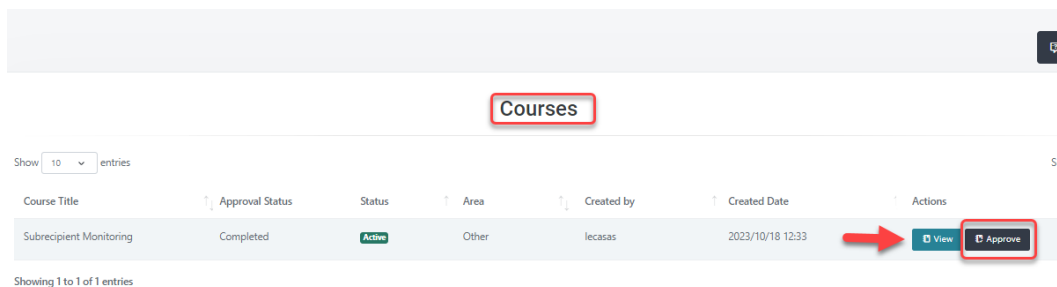 Courses
Show 10 entries
S
Course Title Approval Status Status Area Created by Created Date Actions
Subrecipient Monitoring Completed Active Other lecasas 2023/10/18 12:33 View Approve
Showing 1 to 1 of 1 entries